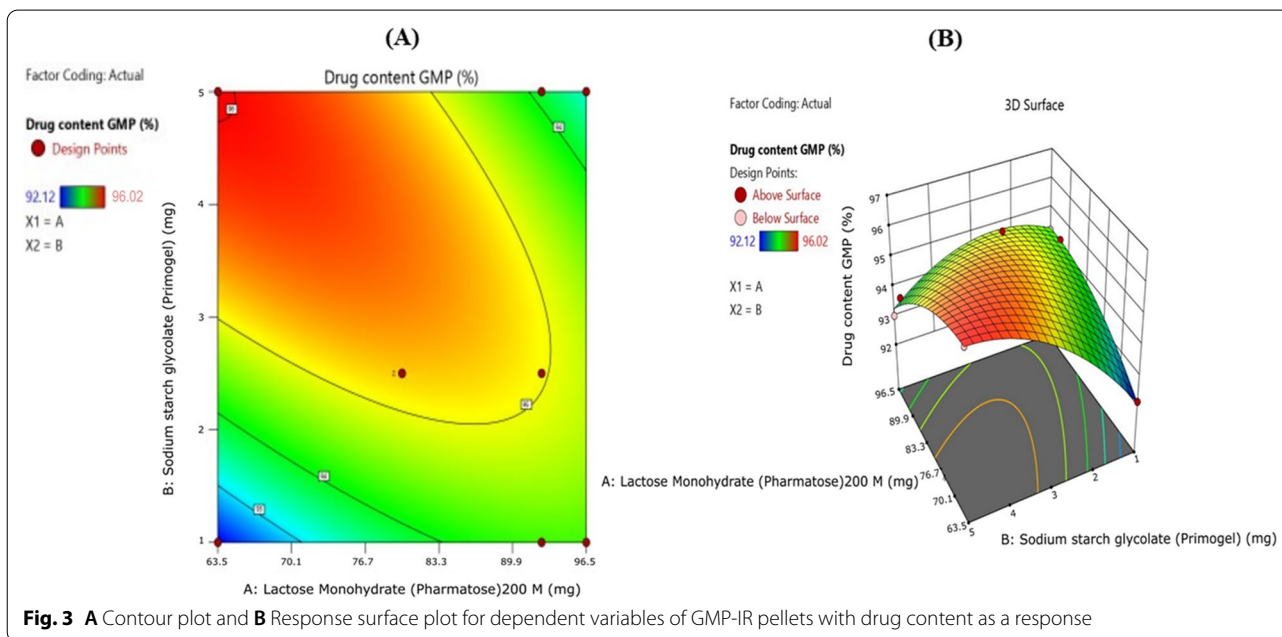 (A)
Factor Coding: Actual
Drug content GMP (%)
Design Points
92.12 96.02
X1 = A
X2 = B
Drug content GMP (%)
B: Sodium starch glycolate (Primogel) (mg)
5
4
3
2
1
96
94
2
95
94
93
63.5 70.1 76.7 83.3 89.9 96.5
A: Lactose Monohydrate (Pharmatose)200 M (mg)
(B)
Factor Coding: Actual
3D Surface
Drug content GMP (%)
Design Points:
Above Surface
Below Surface
92.12 96.02
X1 = A
X2 = B
Drug content GMP (%)
97
96
95
94
93
92
96.5
89.9
83.3
76.7
70.1
63.5
5
4
3
2
1
A: Lactose Monohydrate (Pharmatose)200 M (mg)
B: Sodium starch glycolate (Primogel) (mg)
Fig. 3 A Contour plot and B Response surface plot for dependent variables of GMP-IR pellets with drug content as a response